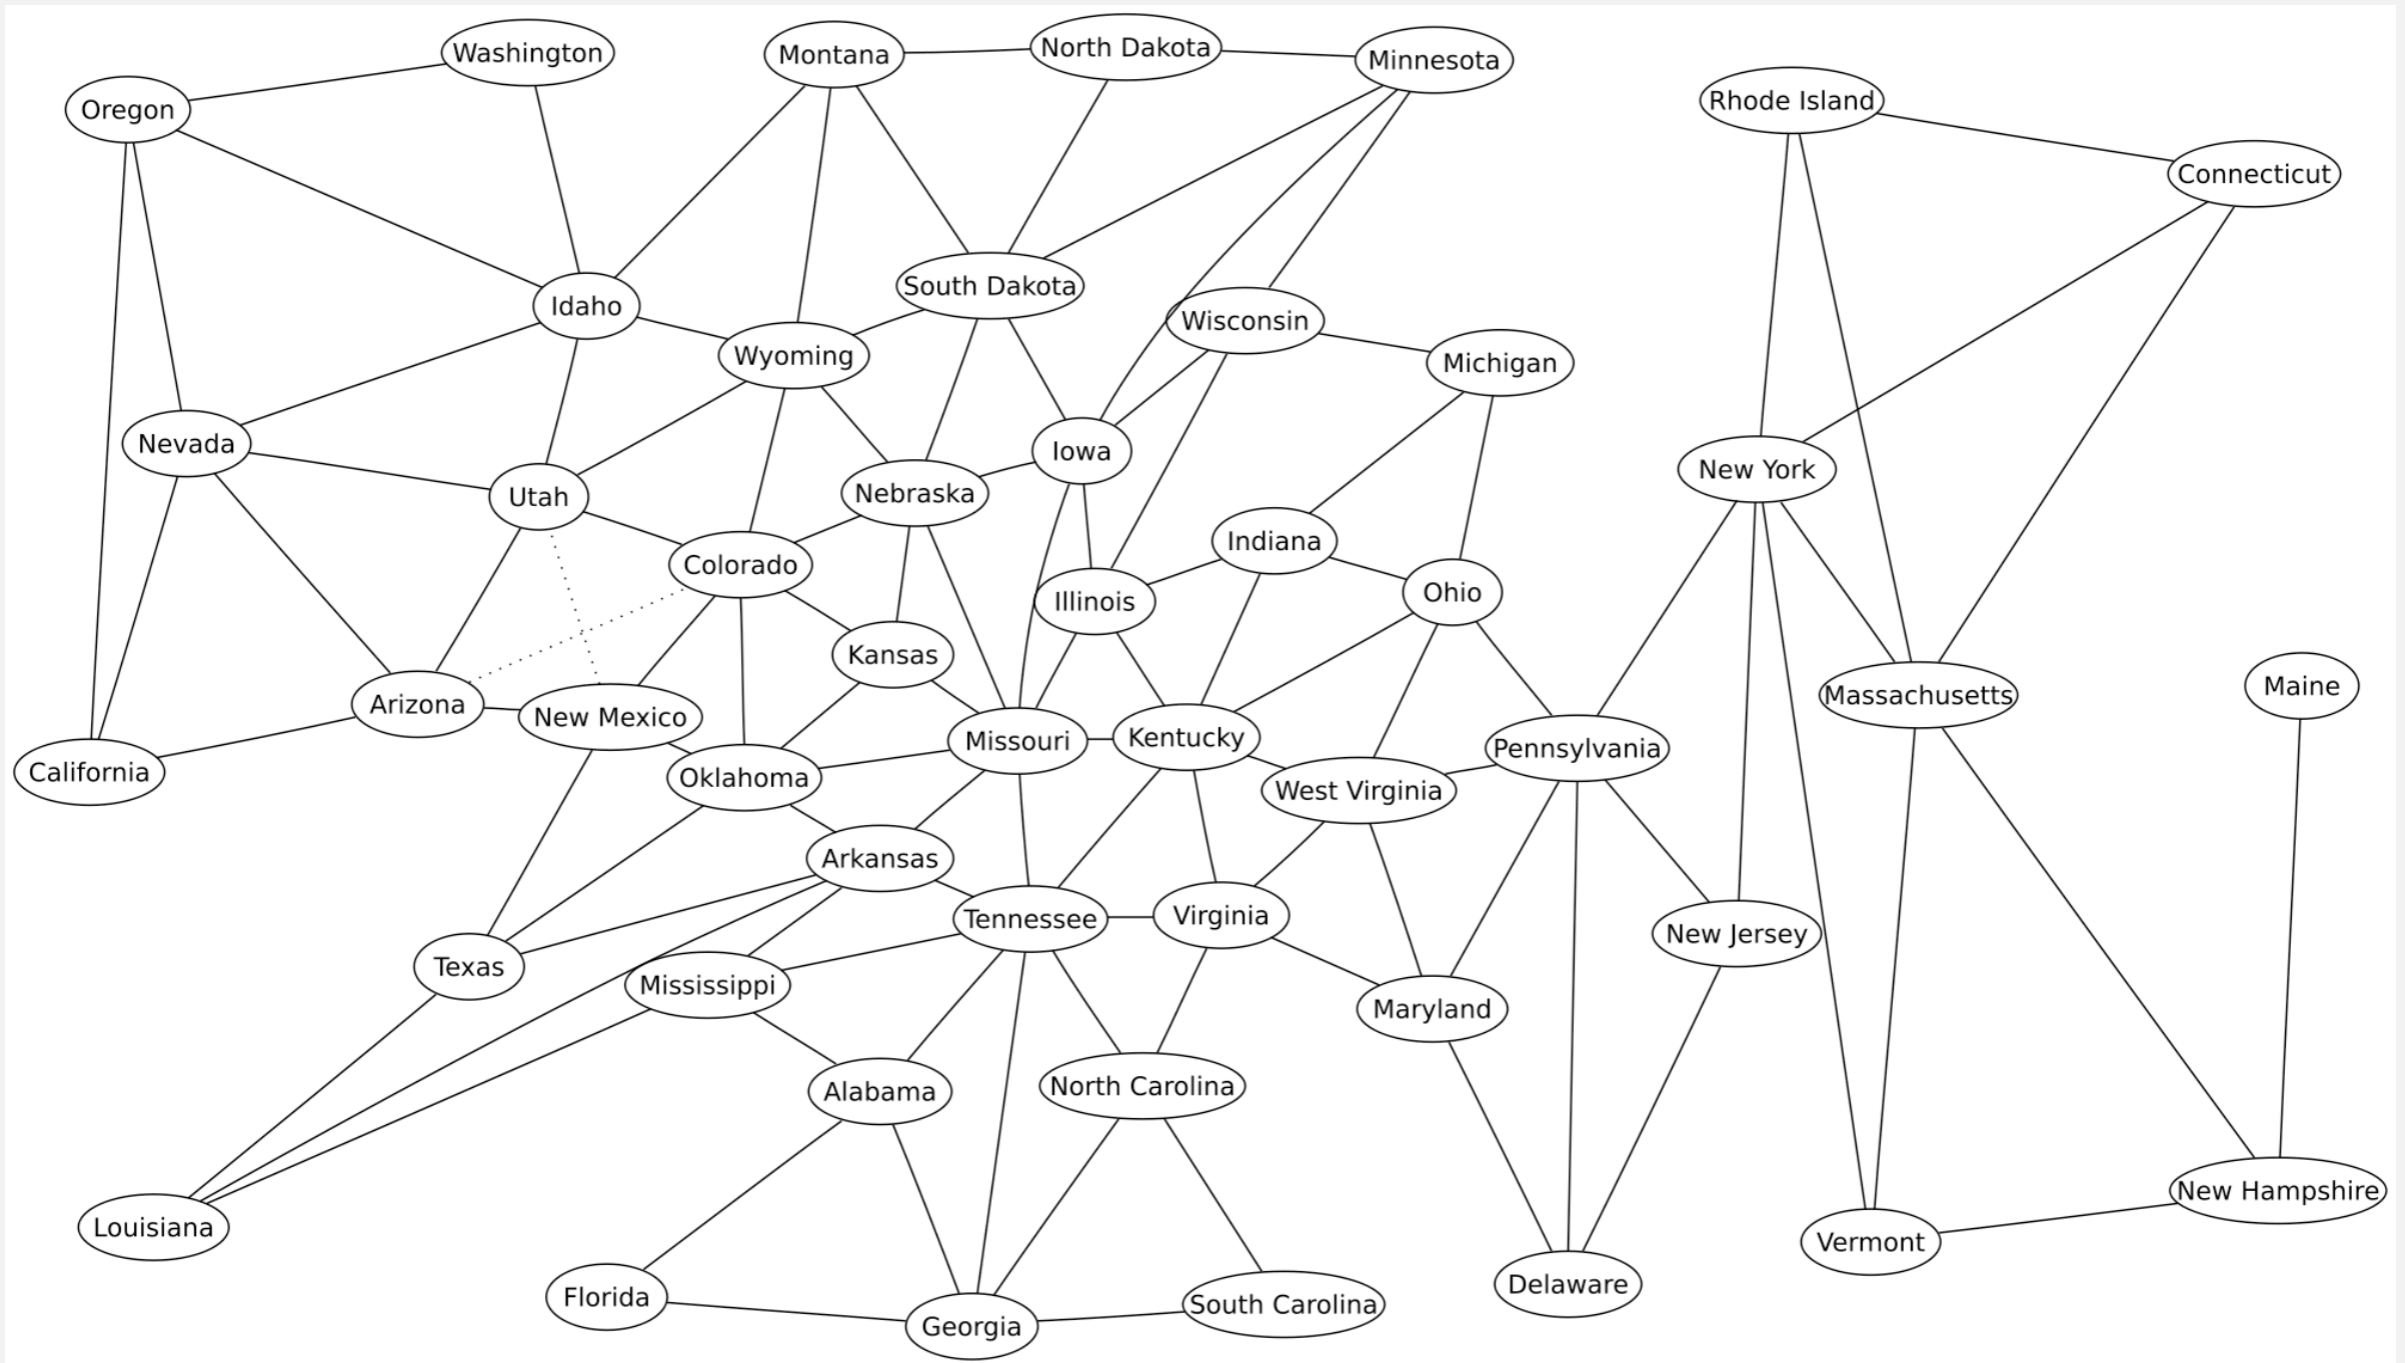 Washington
Montana
North Dakota
Minnesota
Oregon
Rhode Island
Connecticut
Idaho
South Dakota
Wisconsin
Wyoming
Michigan
Nevada
Iowa
New York
Utah
Nebraska
Indiana
Colorado
Ohio
Illinois
Kansas
Maine
Massachusetts
Arizona
New Mexico
Missouri
Kentucky
Pennsylvania
California
Oklahoma
West Virginia
Arkansas
Tennessee
Virginia
New Jersey
Texas
Mississippi
Maryland
Alabama
North Carolina
New Hampshire
Louisiana
Vermont
Florida
Georgia
South Carolina
Delaware